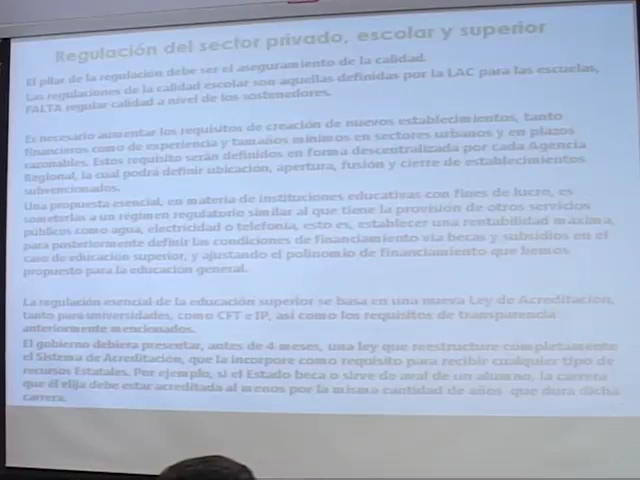 Regulación del sector privado, escolar y superior
El pilar de la regulación debe ser el aseguramiento de la calidad.
Las regulaciones de la calidad escolar son aquellas definidas por la LAC para las escuelas,
FALTA regular calidad a nivel de los sostenedores.
Es necesario aumentar los requisitos de creación de nuevos establecimientos, tanto
financieros como de experiencia y tamaños mínimos en sectores urbanos y en plazos
razonables. Estos requisito serán definidos en forma descentralizada por cada Agencia
Regional, la cual podrá definir ubicación, apertura, fusión y cierre de establecimientos
subvencionados.
Una propuesta esencial, en materia de instituciones educativas con fines de lucro, es
someterlas a un régimen regulatorio similar al que tiene la provisión de otros servicios
públicos como agua, electricidad o telefonía, esto es, establecer una rentabilidad máxima,
para posteriormente definir las condiciones de financiamiento vía becas y subsidios en el
caso de educación superior, y ajustando el polinomio de financiamiento que hemos
propuesto para la educación general.
La regulación esencial de la educación superior se basa en una nueva Ley de Acreditación,
tanto para universidades, como CFT e IP, así como los requisitos de transparencia
anteriormente mencionados.
El gobierno debiera presentar, antes de 4 meses, una ley que reestructure completamente
el Sistema de Acreditación, que la incorpore como requisito para recibir cualquier tipo de
recursos Estatales. Por ejemplo, si el Estado beca o sirve de aval de un alumno, la carrera
que él elija debe estar acreditada al menos por la misma cantidad de años que dura dicha
carrera.